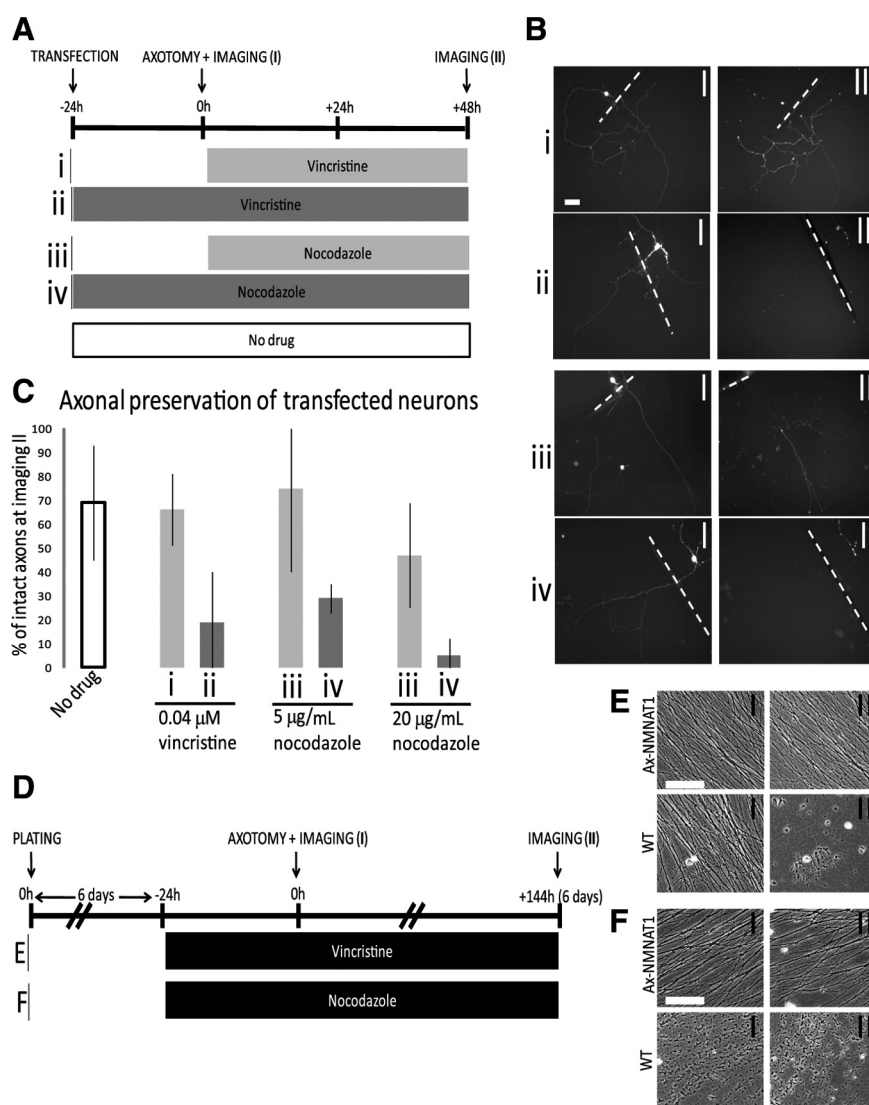 A
TRANSFECTION
AXOTOMY + IMAGING (I)
IMAGING (II)
-24h
0h
+24h
+48h
i
Vincristine
ii
Vincristine
iii
Nocodazole
iv
Nocodazole
No drug
B
I
II
i
I
II
ii
I
II
iii
I
II
iv
C
Axonal preservation of transfected neurons
% of intact axons at imaging II
100
90
80
70
60
50
40
30
20
10
0
No drug
i
ii
iii
iv
iii
iv
0.04 µM
vincristine
5 µg/mL
nocodazole
20 µg/mL
nocodazole
D
PLATING
AXOTOMY + IMAGING (I)
IMAGING (II)
0h
6 days
-24h
0h
+144h (6 days)
E
Vincristine
F
Nocodazole
E
Ax-NMNAT1
I
II
WT
I
II
F
Ax-NMNAT1
I
II
WT
I
II